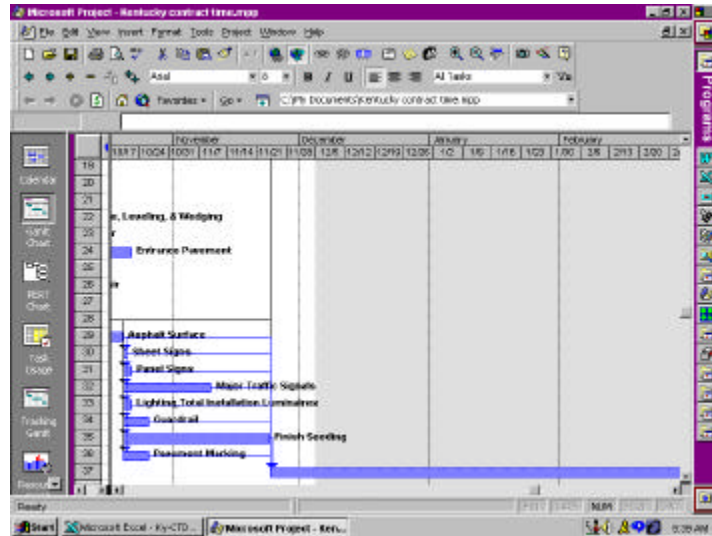 Microsoft Project - Kentucky contract time.mpp
File Edit View Insert Format Tools Project Window Help
Arial 8 B I U All Tasks
Favorites Go C:\My Documents\Kentucky contract time.mpp
November December January February
10/17 10/24 10/31 11/7 11/14 11/21 11/28 12/5 12/12 12/19 12/26 1/2 1/9 1/16 1/23 1/30 2/6 2/13 2/20
Calendar
Gantt Chart
PERT Chart
Task Usage
Tracking Gantt
19
20
21
22 e, Leveling, & Wedging
23 r
24 Entrance Pavement
25
26
27
28
29 Asphalt Surface
30 Sheet Signs
31 Panel Signs
32 Major Traffic Signals
33 Lighting, Total Installation Luminaires
34 Guardrail
35 Finish Seeding
36 Pavement Marking
37
Programs
Ready NUM
Start Microsoft Excel - Ky-CTD... Microsoft Project - Ken...